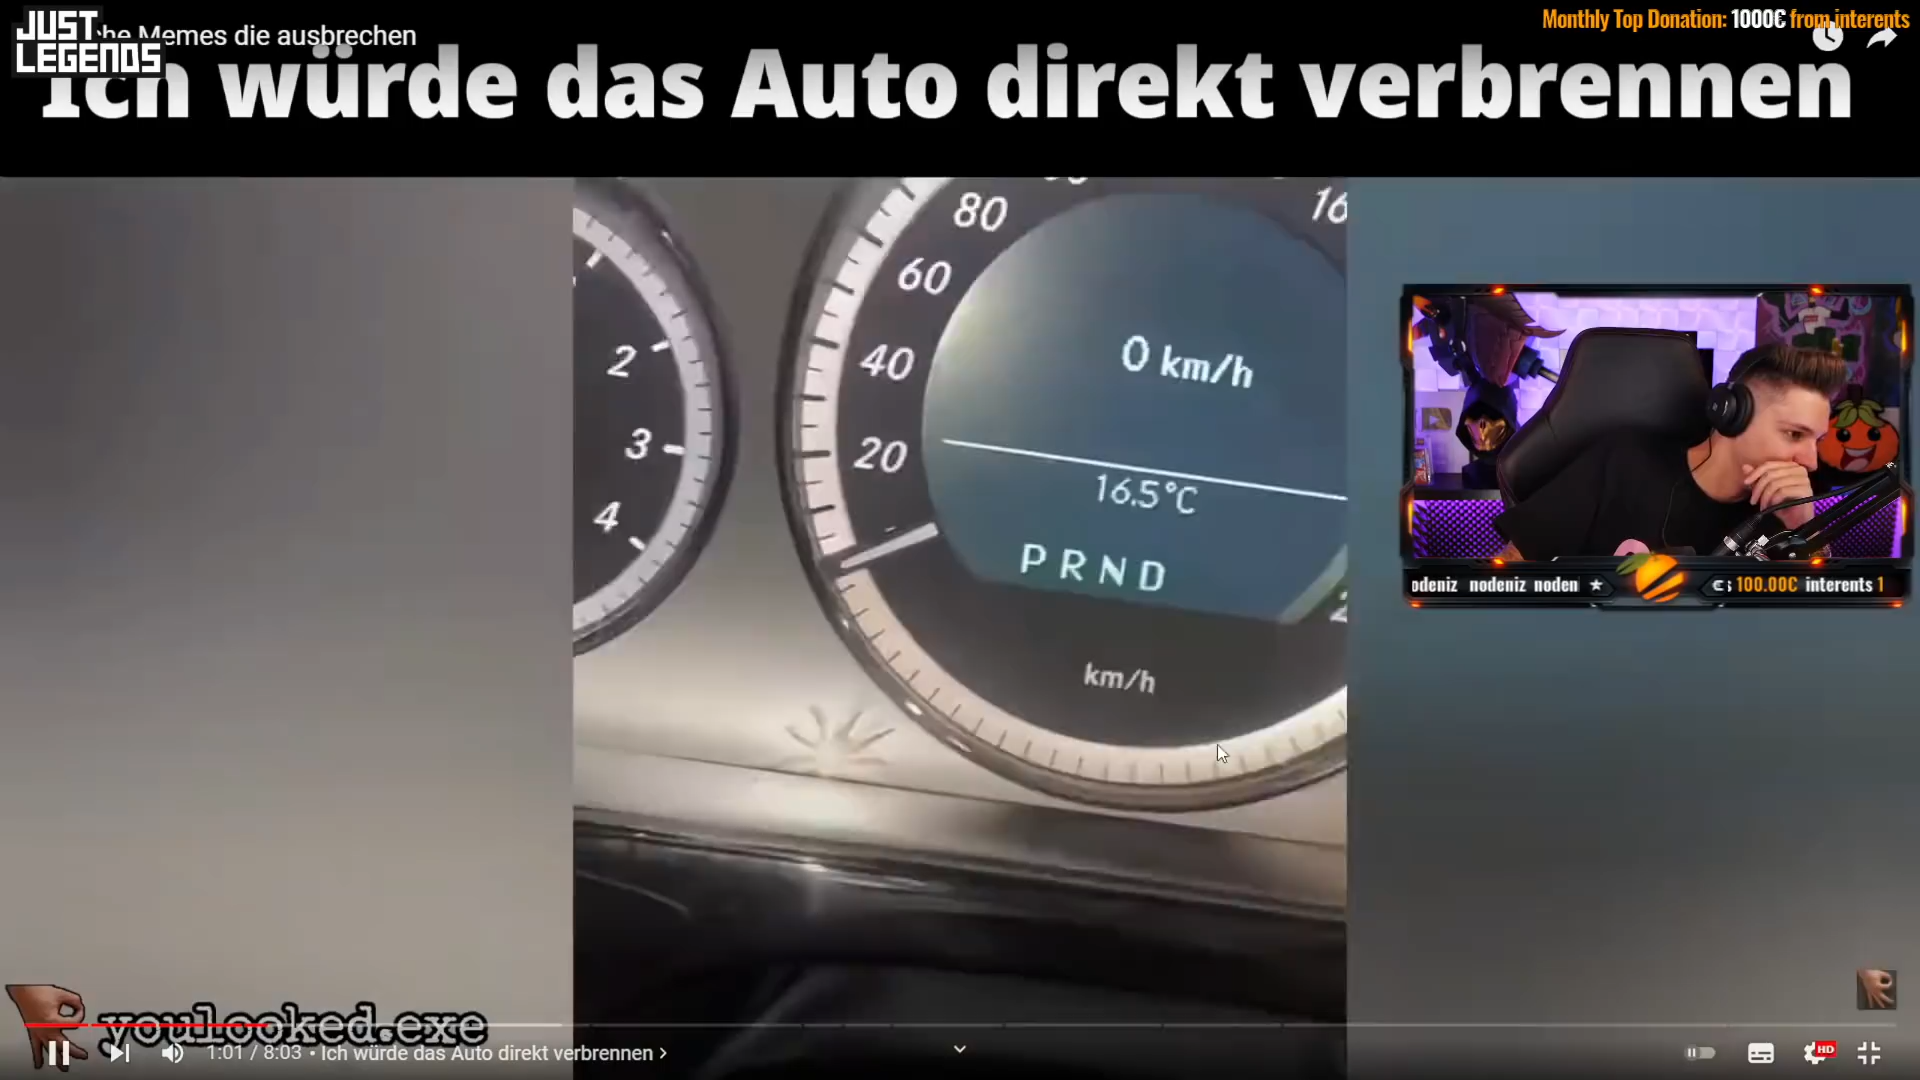 JUST
LEGENDS
che Memes die ausbrechen
Monthly Top Donation: 1000€ from interents
Ich würde das Auto direkt verbrennen
80
16
60
40
20
2
3
4
0 km/h
16.5°C
P R N D
km/h
odeniz nodeniz noden
100.00€ interents 1
youlooked.exe
1:01 / 8:03 • Ich würde das Auto direkt verbrennen
HD